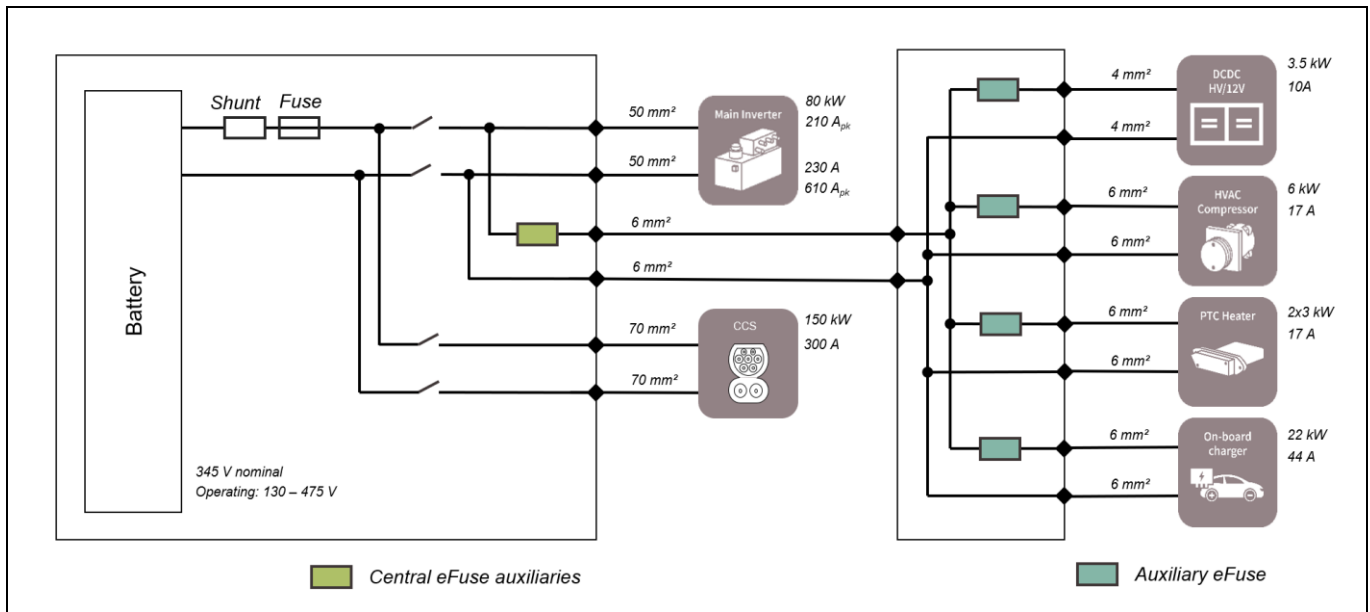 Shunt
Fuse
Battery
345 V nominal
Operating: 130 – 475 V
50 mm²
50 mm²
6 mm²
6 mm²
70 mm²
70 mm²
Main Inverter
80 kW
210 Apk
230 A
610 Apk
CCS
150 kW
300 A
4 mm²
4 mm²
DCDC
HV/12V
3.5 kW
10A
6 mm²
6 mm²
HVAC
Compressor
6 kW
17 A
6 mm²
6 mm²
PTC Heater
2x3 kW
17 A
6 mm²
6 mm²
On-board
charger
22 kW
44 A
Central eFuse auxiliaries
Auxiliary eFuse